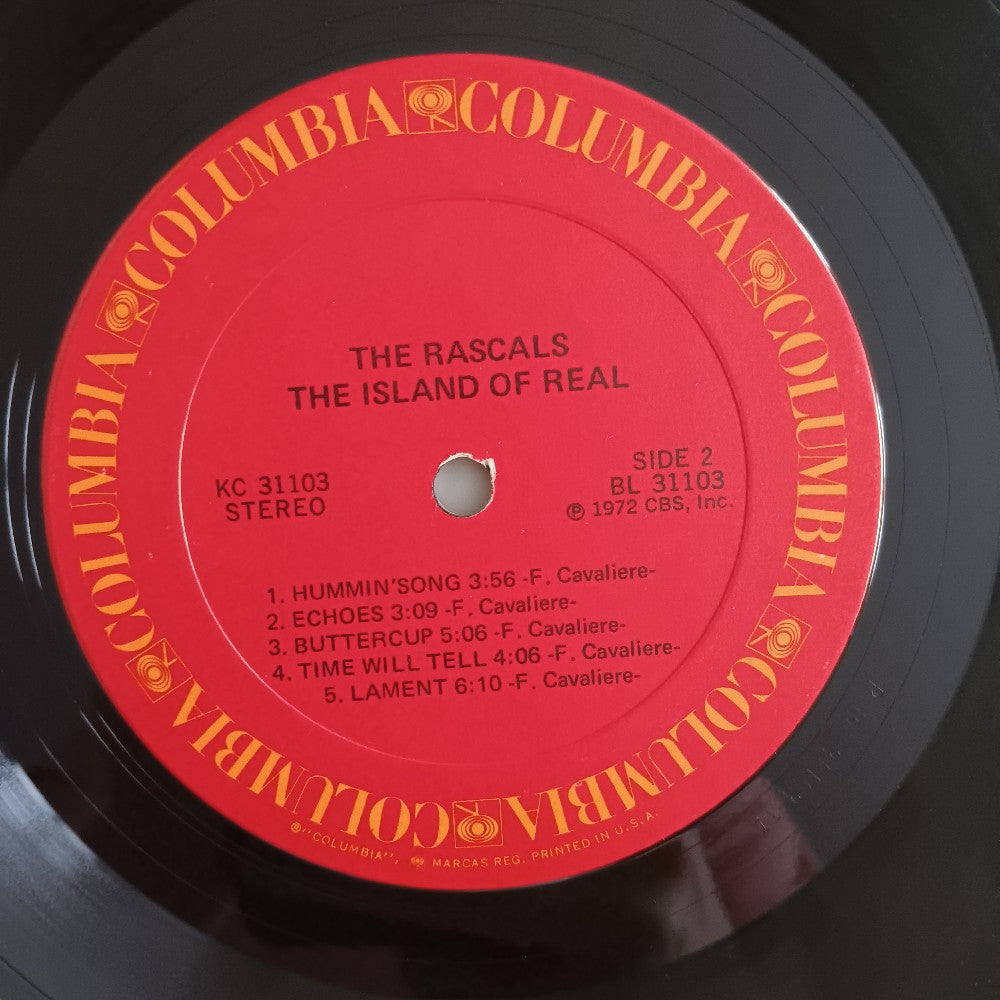 COLUMBIA COLUMBIA COLUMBIA COLUMBIA COLUMBIA COLUMBIA
THE RASCALS
THE ISLAND OF REAL
KC 31103
STEREO
SIDE 2
BL 31103
℗ 1972 CBS, Inc.
1. HUMMIN'SONG 3:56 -F. Cavaliere-
2. ECHOES 3:09 -F. Cavaliere-
3. BUTTERCUP 5:06 -F. Cavaliere-
4. TIME WILL TELL 4:06 -F. Cavaliere-
5. LAMENT 6:10 -F. Cavaliere-
®"COLUMBIA", MARCAS REG. PRINTED IN U.S.A.